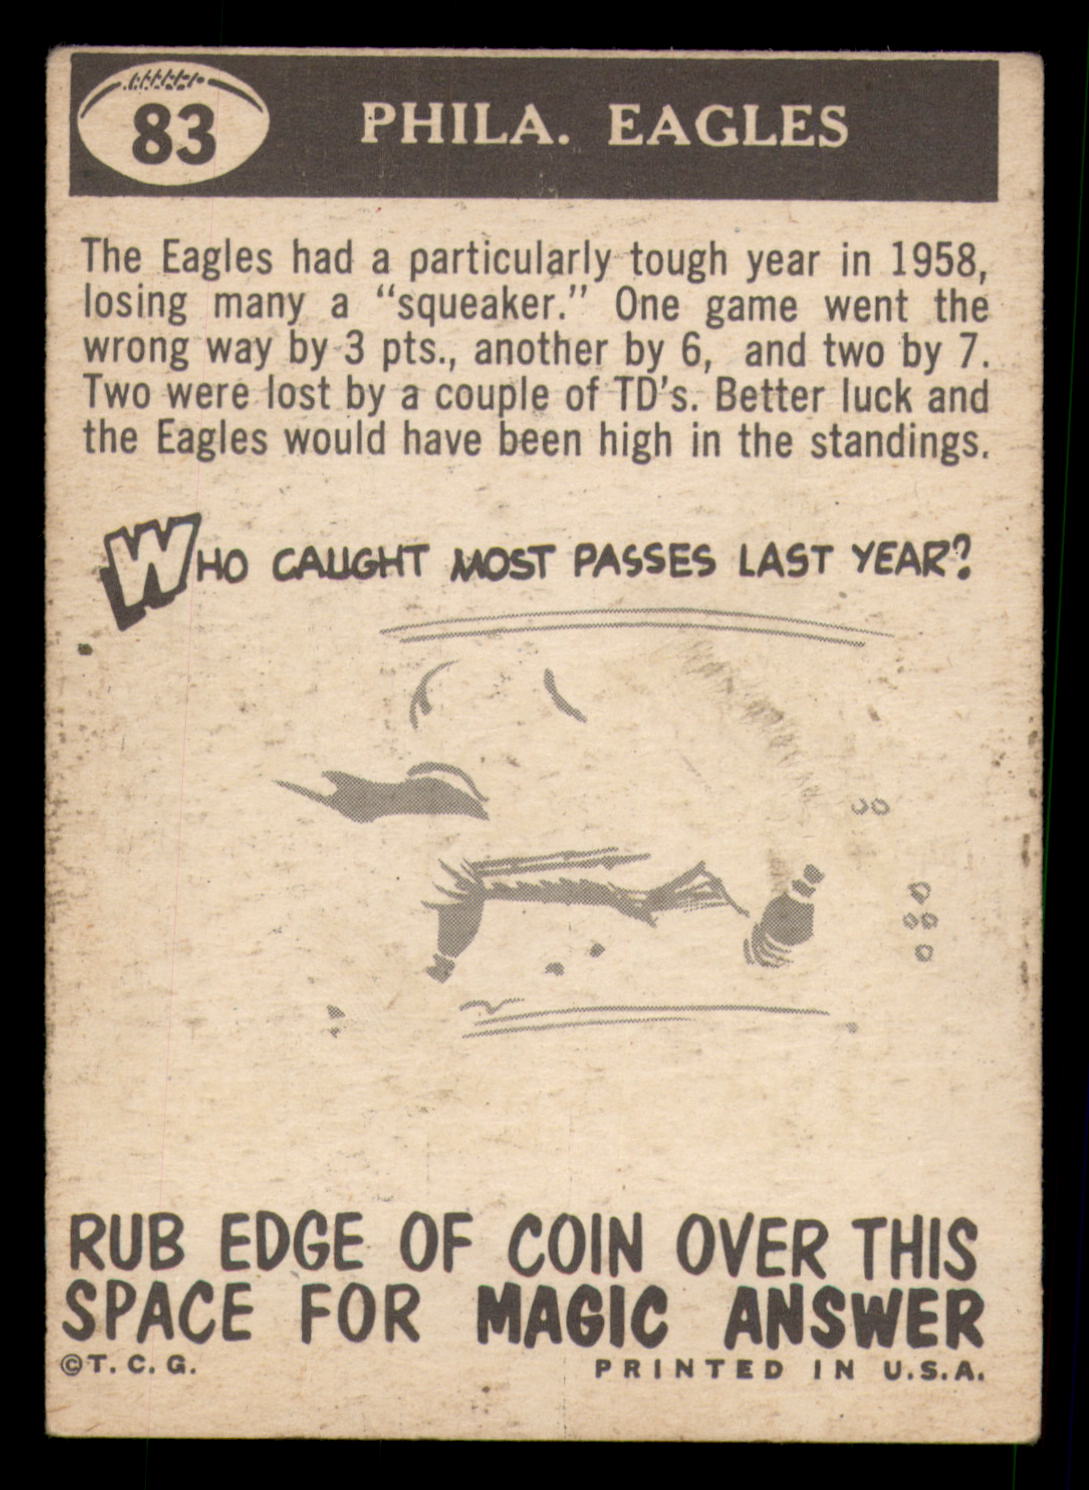 83
PHILA. EAGLES
The Eagles had a particularly tough year in 1958,
losing many a “squeaker.” One game went the
wrong way by 3 pts., another by 6, and two by 7.
Two were lost by a couple of TD's. Better luck and
the Eagles would have been high in the standings.
WHO CAUGHT MOST PASSES LAST YEAR?
RUB EDGE OF COIN OVER THIS
SPACE FOR MAGIC ANSWER
©T. C. G.
PRINTED IN U.S.A.